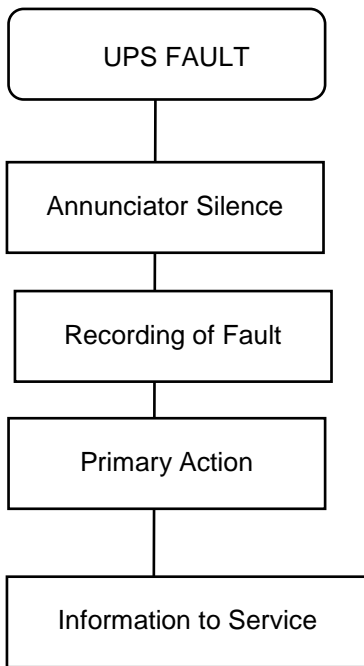 UPS FAULT
Annunciator Silence
Recording of Fault
Primary Action
Information to Service